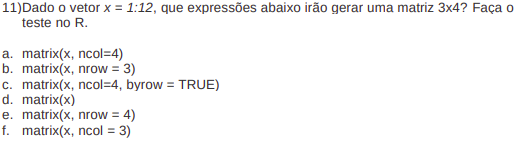 11)Dado o vetor x = 1:12, que expressões abaixo irão gerar uma matriz 3x4? Faça o
teste no R.
a. matrix(x, ncol=4)
b. matrix(x, nrow = 3)
c. matrix(x, ncol=4, byrow = TRUE)
d. matrix(x)
e. matrix(x, nrow = 4)
f. matrix(x, ncol = 3)